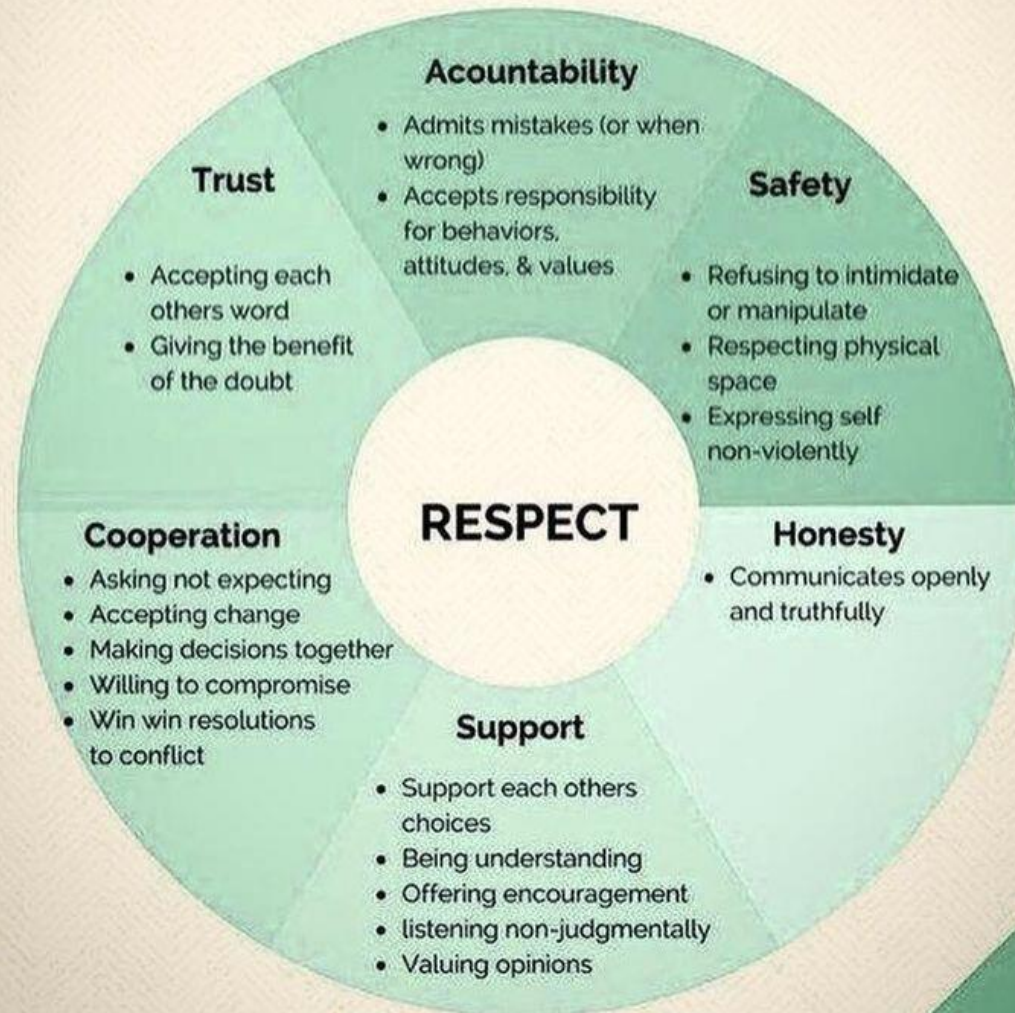 Acountability
• Admits mistakes (or when
wrong)
• Accepts responsibility
for behaviors,
attitudes, & values
Trust
• Accepting each
others word
• Giving the benefit
of the doubt
Safety
• Refusing to intimidate
or manipulate
• Respecting physical
space
• Expressing self
non-violently
RESPECT
Cooperation
• Asking not expecting
• Accepting change
• Making decisions together
• Willing to compromise
• Win win resolutions
to conflict
Honesty
• Communicates openly
and truthfully
Support
• Support each others
choices
• Being understanding
• Offering encouragement
• listening non-judgmentally
• Valuing opinions